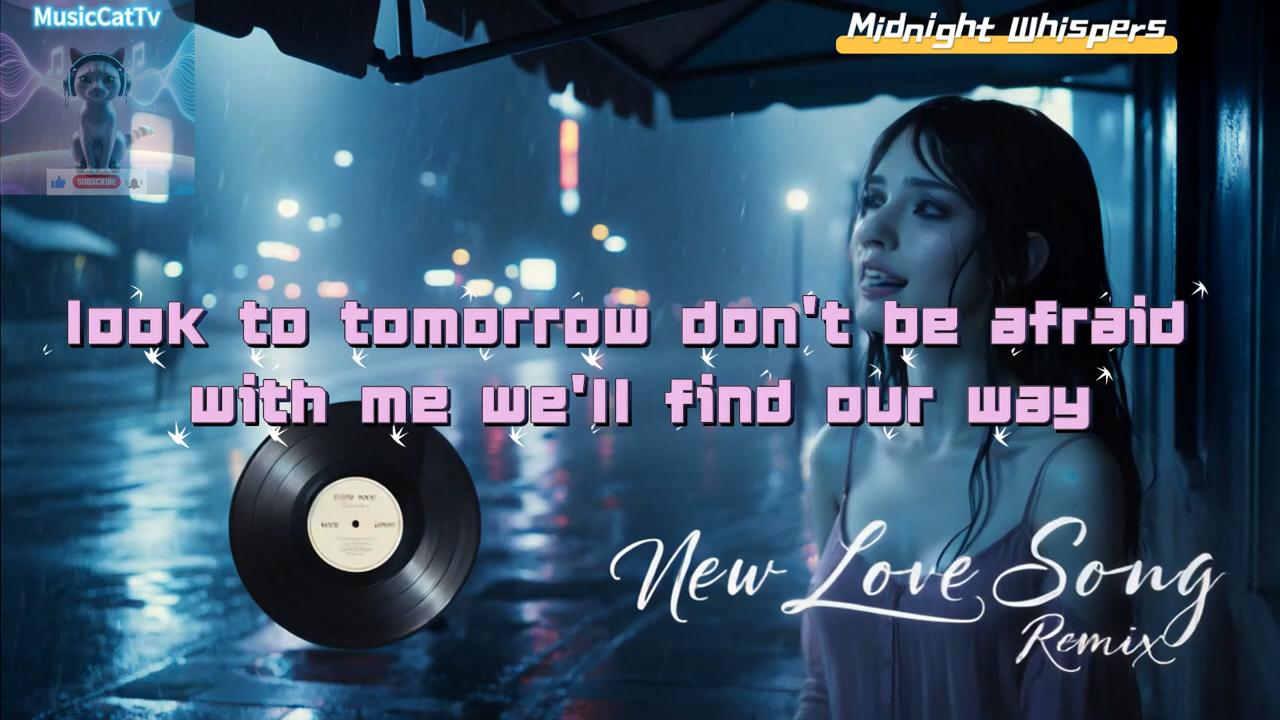 MusicCatTv
Midnight Whispers
SUBSCRIBE
look to tomorrow don't be afraid
with me we'll find our way
New Love Song
Remix